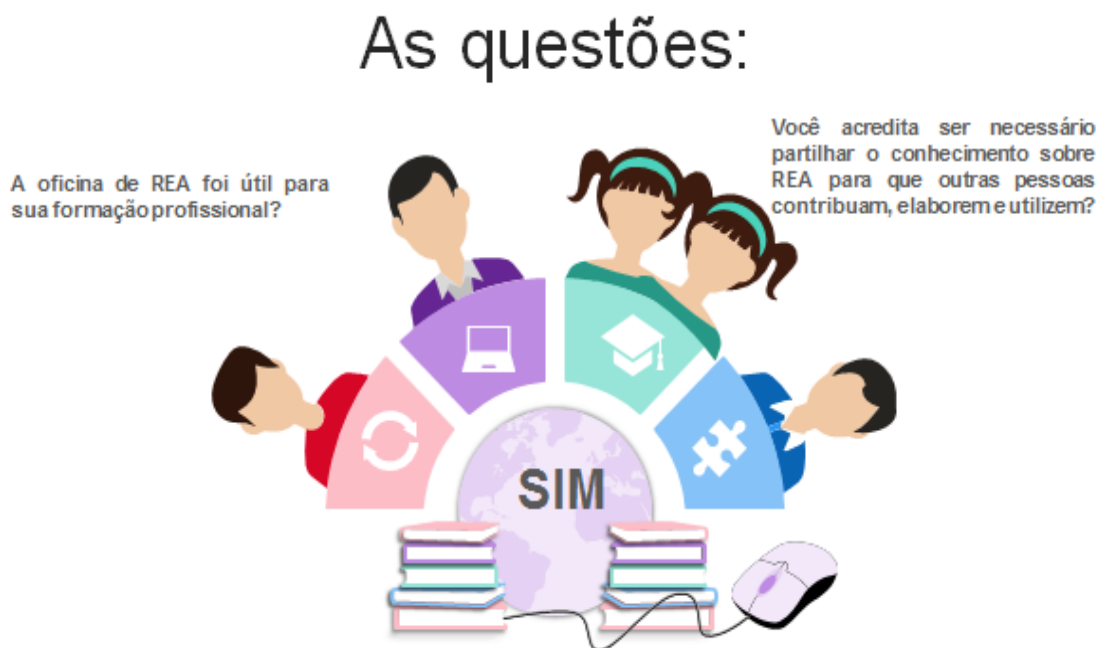 As questões:
A oficina de REA foi útil para
sua formação profissional?
Você acredita ser necessário
partilhar o conhecimento sobre
REA para que outras pessoas
contribuam, elaborem e utilizem?
SIM